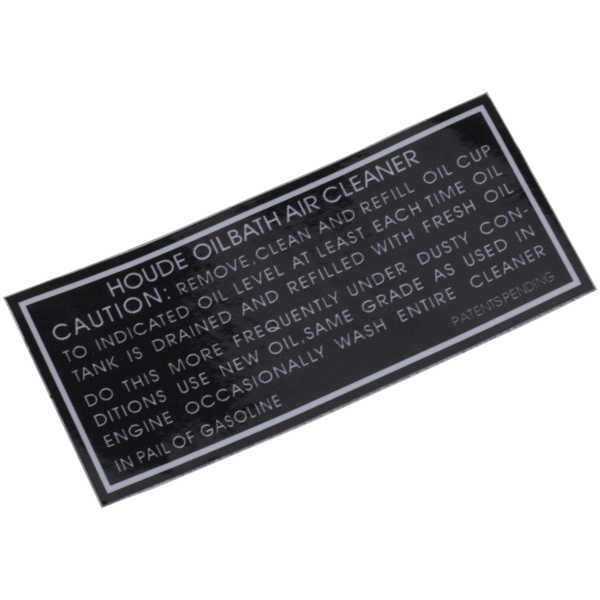 HOUDE OILBATH AIR CLEANER
CAUTION: REMOVE, CLEAN AND REFILL OIL CUP
TO INDICATED OIL LEVEL AT LEAST EACH TIME OIL
TANK IS DRAINED AND REFILLED WITH FRESH OIL
DO THIS MORE FREQUENTLY UNDER DUSTY CON-
DITIONS USE NEW OIL, SAME GRADE AS USED IN
ENGINE OCCASIONALLY WASH ENTIRE CLEANER
IN PAIL OF GASOLINE
PATENTS PENDING